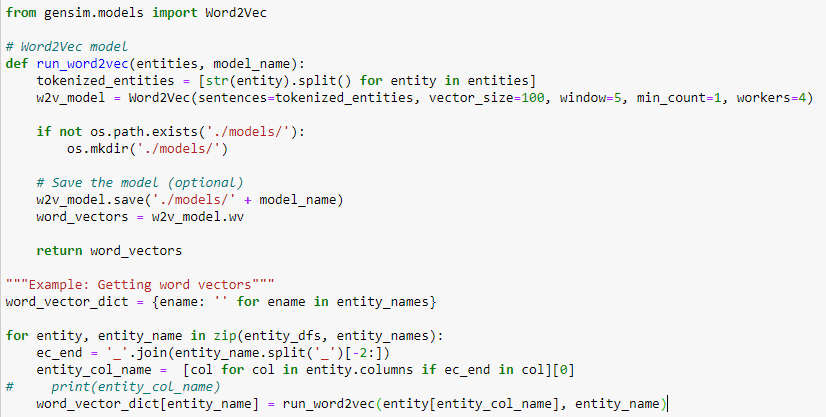 from gensim.models import Word2Vec

# Word2Vec model
def run_word2vec(entities, model_name):
    tokenized_entities = [str(entity).split() for entity in entities]
    w2v_model = Word2Vec(sentences=tokenized_entities, vector_size=100, window=5, min_count=1, workers=4)

    if not os.path.exists('./models/'):
        os.mkdir('./models/')

    # Save the model (optional)
    w2v_model.save('./models/' + model_name)
    word_vectors = w2v_model.wv

    return word_vectors

"""Example: Getting word vectors"""
word_vector_dict = {ename: '' for ename in entity_names}

for entity, entity_name in zip(entity_dfs, entity_names):
    ec_end = '_'.join(entity_name.split('_')[-2:])
    entity_col_name =  [col for col in entity.columns if ec_end in col][0]
#     print(entity_col_name)
    word_vector_dict[entity_name] = run_word2vec(entity[entity_col_name], entity_name)